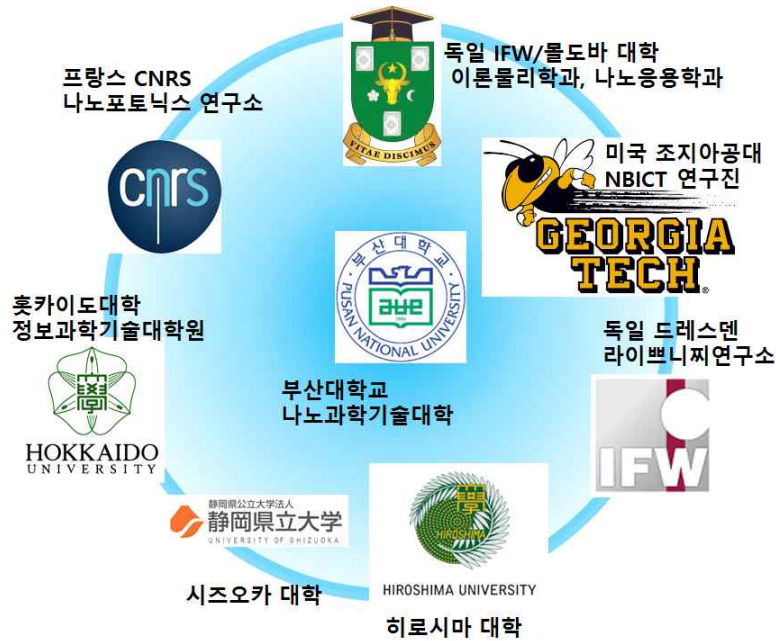 독일 IFW/몰도바 대학
이론물리학과, 나노응용학과
VITAE DISCIMUS
프랑스 CNRS
나노포토닉스 연구소
cnrs
미국 조지아공대
NBICT 연구진
GEORGIA
TECH
부산대학교
PUSAN NATIONAL UNIVERSITY
부산대학교
나노과학기술대학
홋카이도대학
정보과학기술대학원
HOKKAIDO
UNIVERSITY
독일 드레스덴
라이쁘니찌연구소
IFW
静岡県公立大学法人
静岡県立大学
UNIVERSITY OF SHIZUOKA
시즈오카 대학
HIROSHIMA
HIROSHIMA UNIVERSITY
히로시마 대학